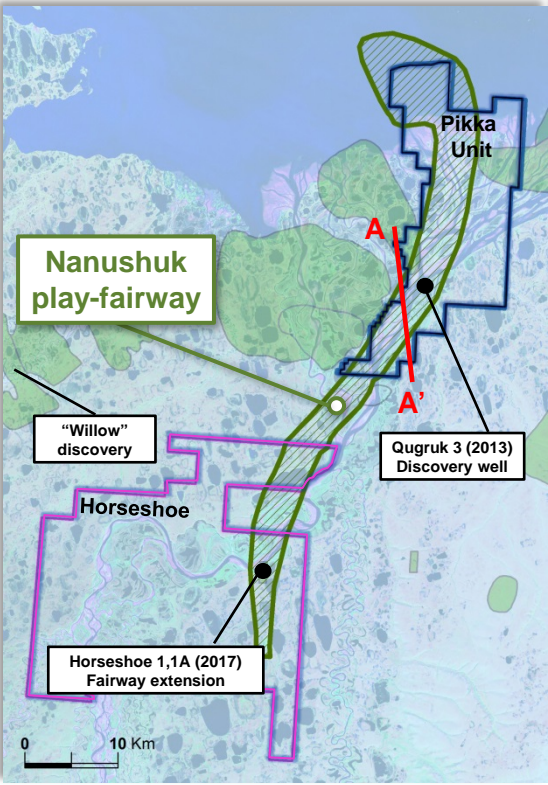 Pikka
Unit
A
Nanushuk
play-fairway
A’
“Willow”
discovery
Qugruk 3 (2013)
Discovery well
Horseshoe
Horseshoe 1,1A (2017)
Fairway extension
0 10 Km